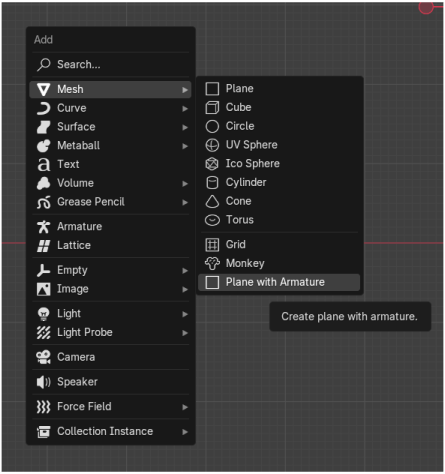 Add
Search...
Mesh
Curve
Surface
Metaball
Text
Volume
Grease Pencil
Armature
Lattice
Empty
Image
Light
Light Probe
Camera
Speaker
Force Field
Collection Instance
Plane
Cube
Circle
UV Sphere
Ico Sphere
Cylinder
Cone
Torus
Grid
Monkey
Plane with Armature
Create plane with armature.